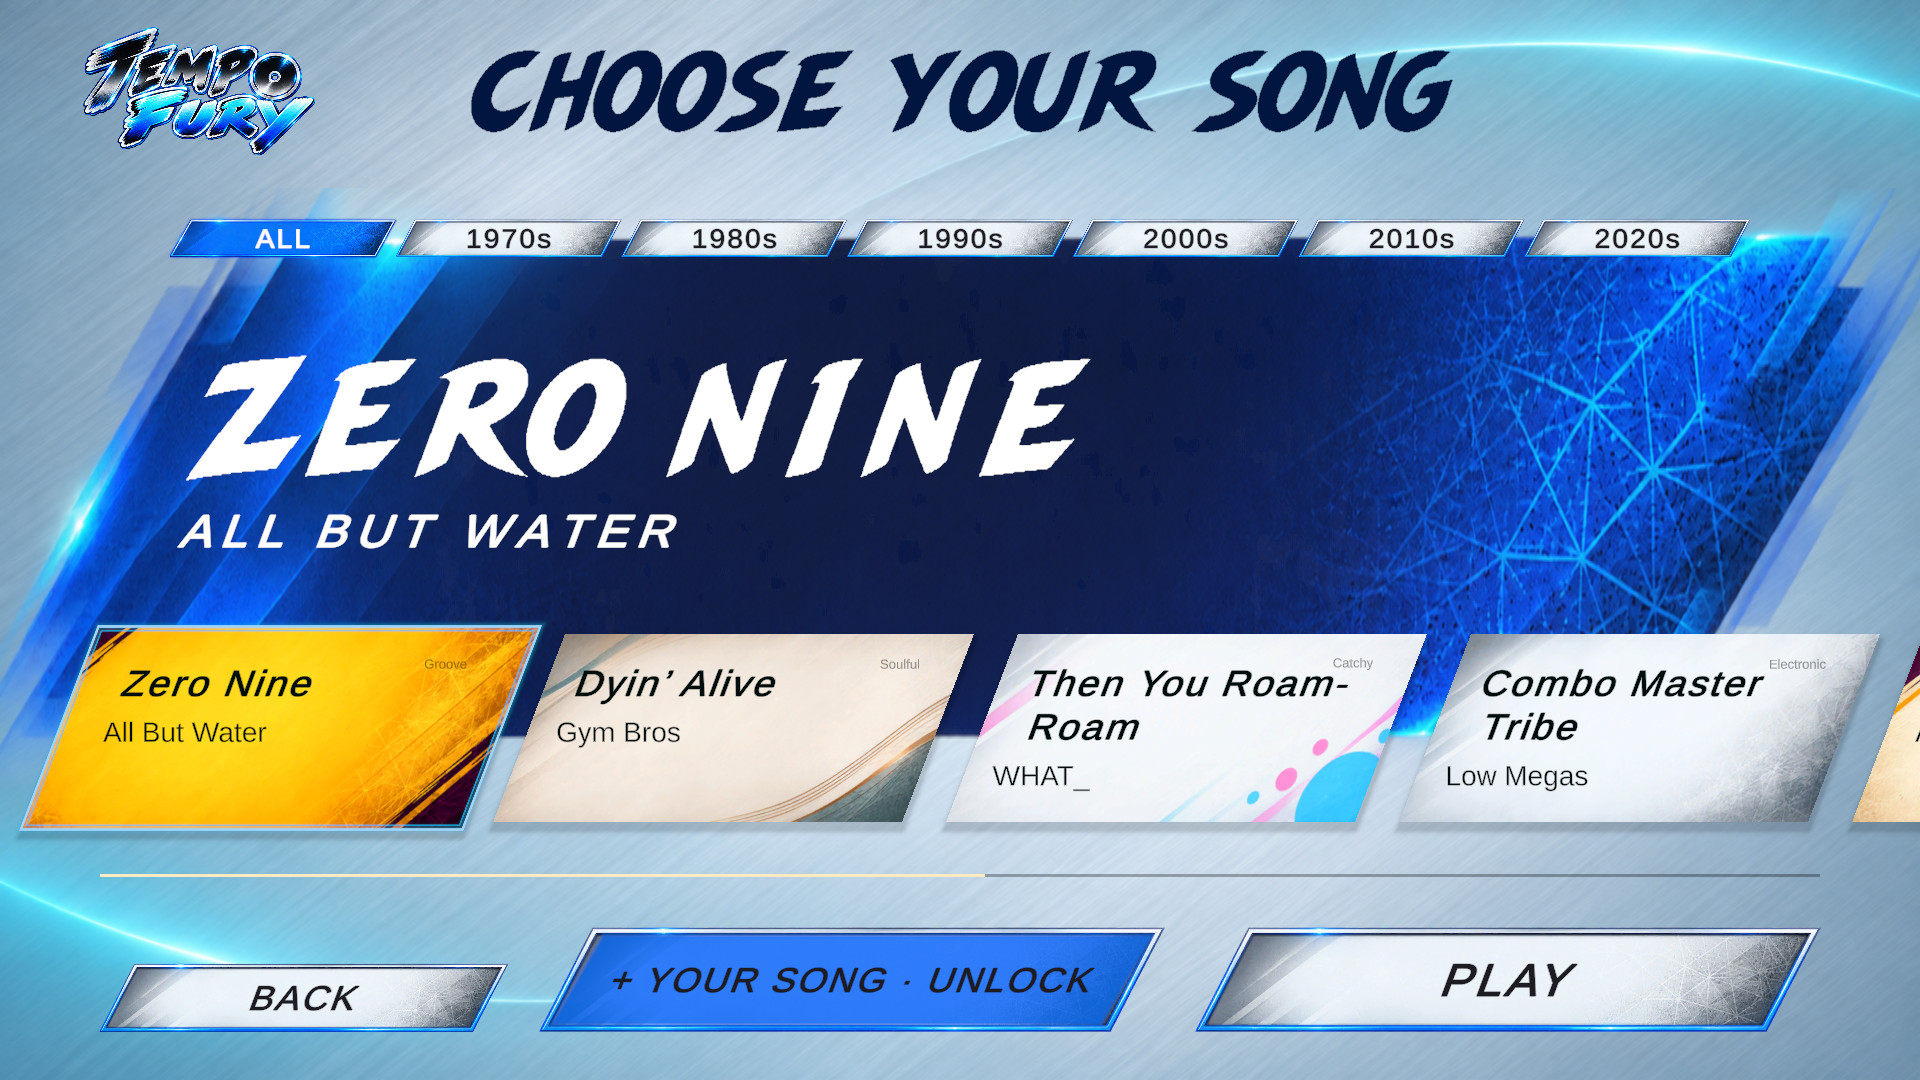 TEMPO
FURY
CHOOSE YOUR SONG
ALL
1970s
1980s
1990s
2000s
2010s
2020s
ZERO NINE
ALL BUT WATER
Zero Nine
Groove
All But Water
Dyin’ Alive
Soulful
Gym Bros
Then You Roam-
Roam
Catchy
WHAT_
Combo Master
Tribe
Electronic
Low Megas
BACK
+ YOUR SONG · UNLOCK
PLAY